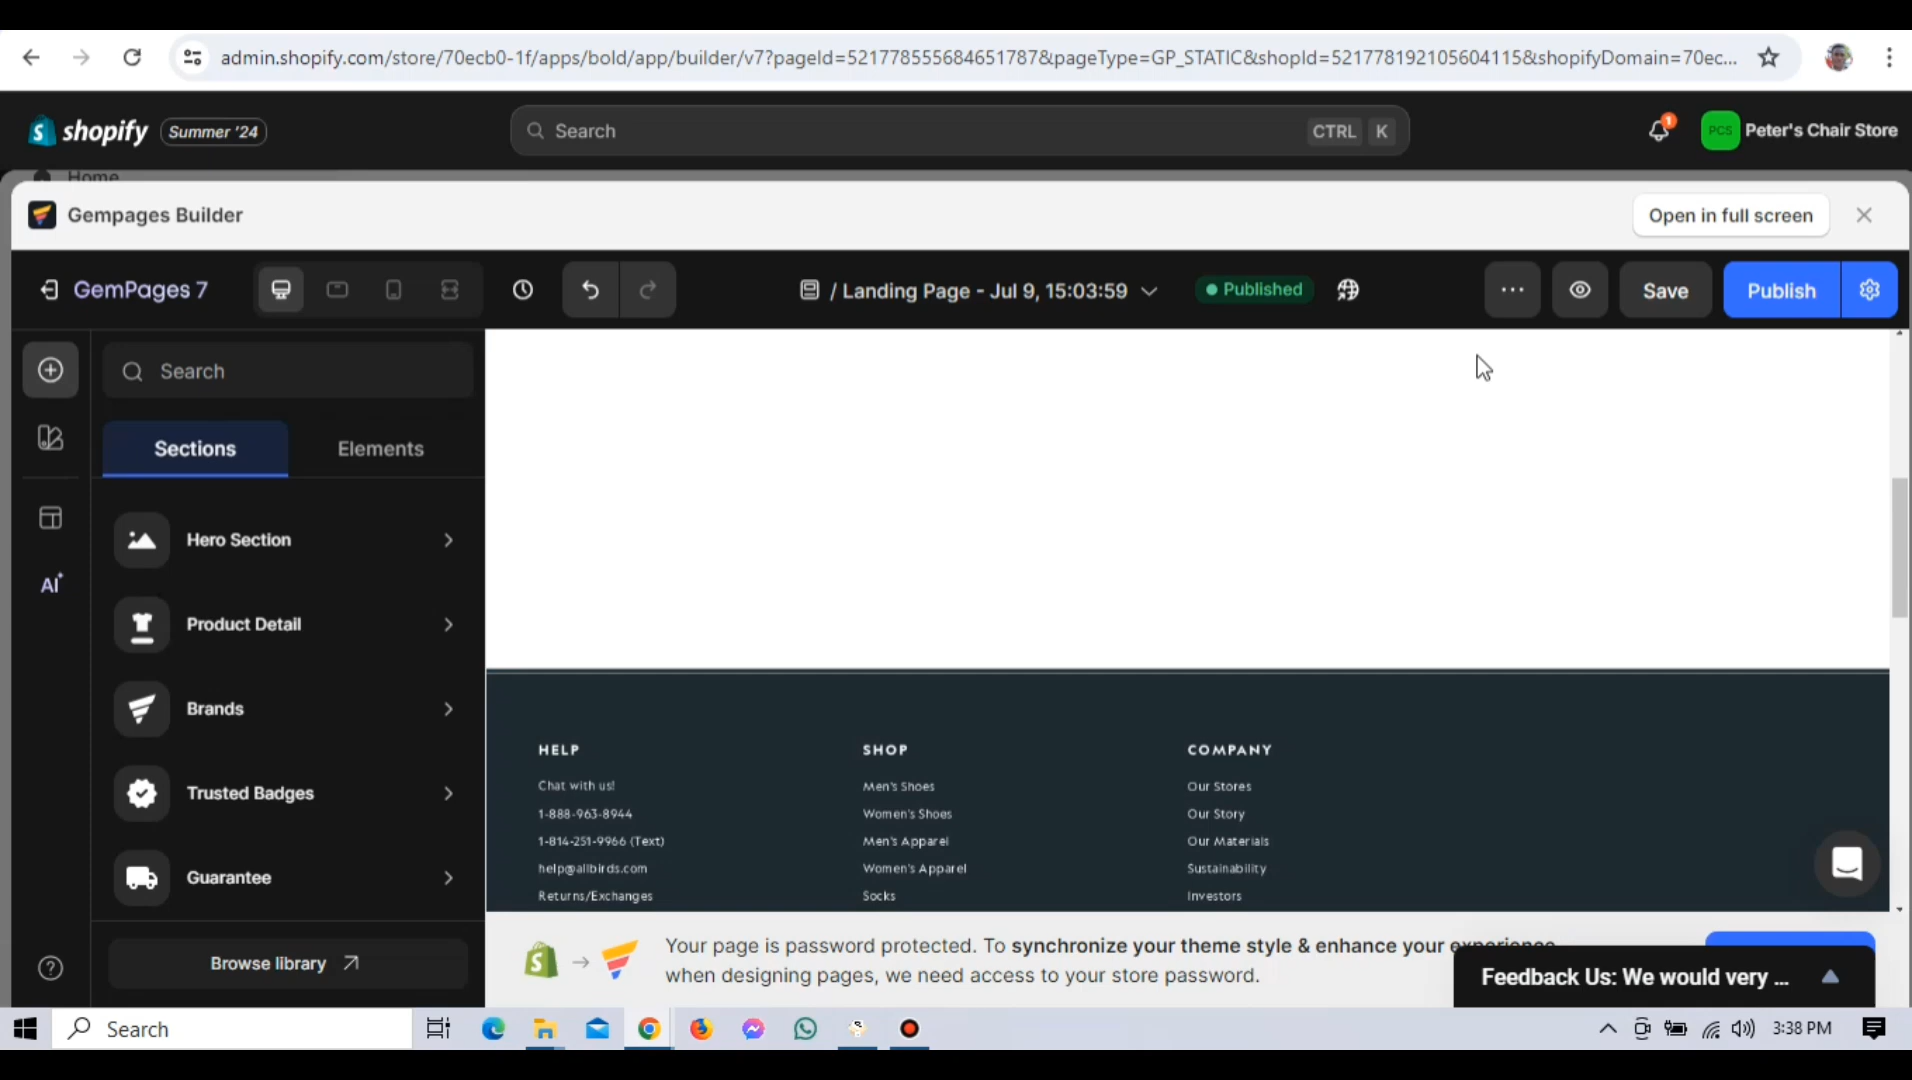 admin.shopify.com/store/70ecb0-1f/apps/bold/app/builder/v7?pageId=521778555684651787&pageType=GP_STATIC&shopId=521778192105604115&shopifyDomain=70ec...
shopify Summer '24 Search CTRL K 1 PCS Peter's Chair Store
Home
Gempages Builder Open in full screen
GemPages 7 / Landing Page - Jul 9, 15:03:59 Published ... Save Publish
Search
Sections Elements
Hero Section
Product Detail
Brands
Trusted Badges
Guarantee
Browse library
AI
HELP SHOP COMPANY
Chat with us! Men's Shoes Our Stores
1-888-963-8944 Women's Shoes Our Story
1-814-251-9966 (Text) Men's Apparel Our Materials
help@allbirds.com Women's Apparel Sustainability
Returns/Exchanges Socks Investors
Your page is password protected. To synchronize your theme style & enhance your experience
when designing pages, we need access to your store password.
Feedback Us: We would very ...
Search 3:38 PM